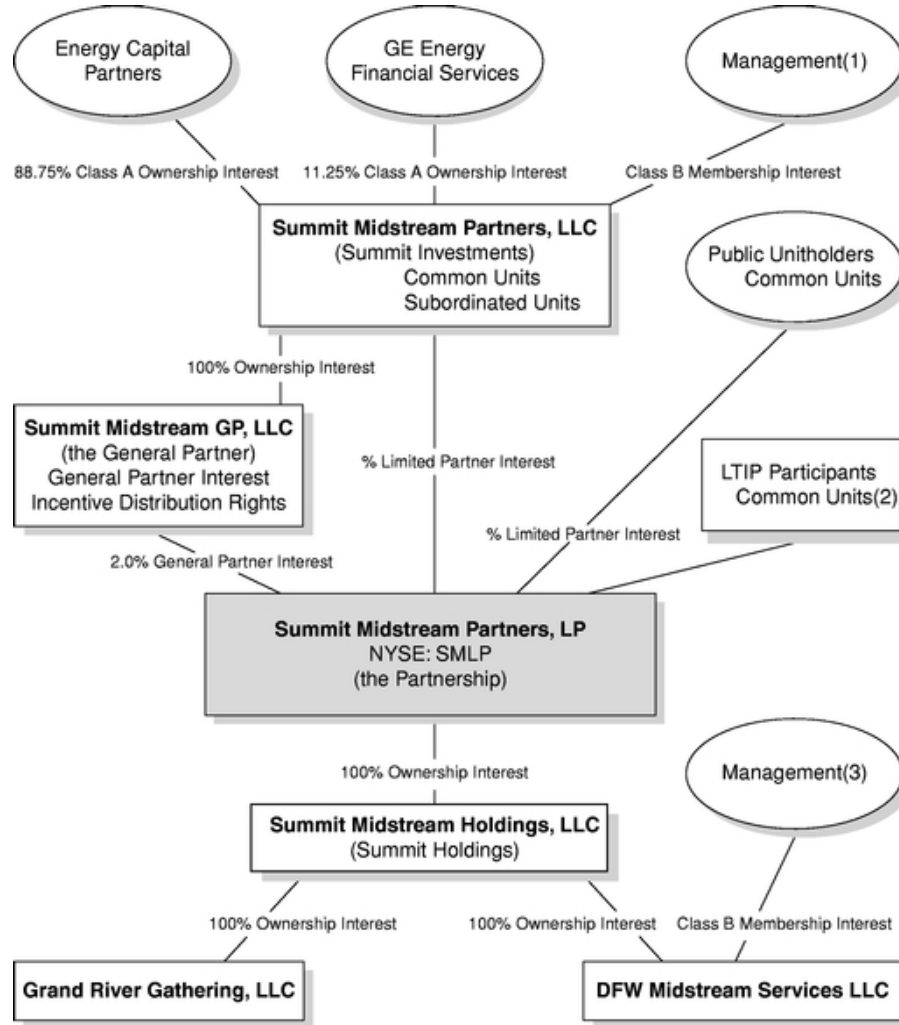 Energy Capital
Partners
GE Energy
Financial Services
Management(1)
88.75% Class A Ownership Interest
11.25% Class A Ownership Interest
Class B Membership Interest
Summit Midstream Partners, LLC
(Summit Investments)
Common Units
Subordinated Units
Public Unitholders
Common Units
100% Ownership Interest
Summit Midstream GP, LLC
(the General Partner)
General Partner Interest
Incentive Distribution Rights
% Limited Partner Interest
LTIP Participants
Common Units(2)
% Limited Partner Interest
2.0% General Partner Interest
Summit Midstream Partners, LP
NYSE: SMLP
(the Partnership)
100% Ownership Interest
Management(3)
Summit Midstream Holdings, LLC
(Summit Holdings)
100% Ownership Interest
100% Ownership Interest
Class B Membership Interest
Grand River Gathering, LLC
DFW Midstream Services LLC